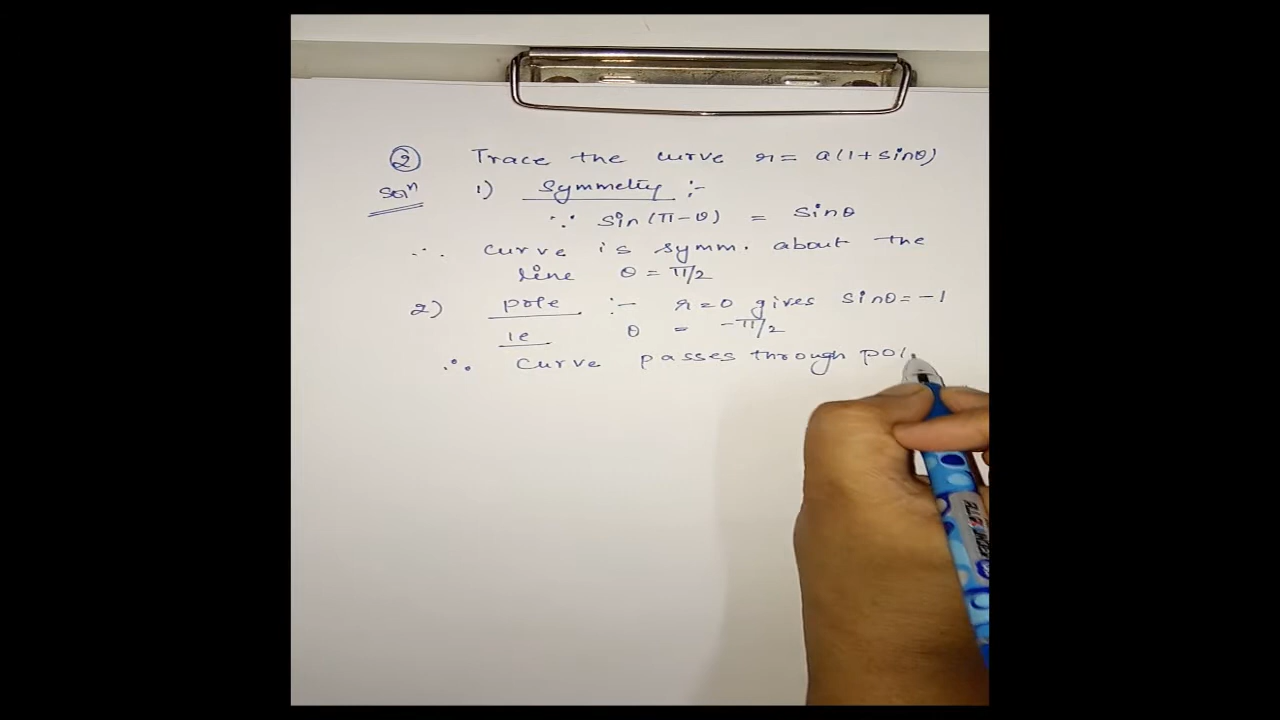 ② Trace the curve r = a(1+sinθ)
Solⁿ 1) Symmetry :-
∵ sin(π-θ) = sinθ
∴ curve is symm. about the
line θ = π/2
2) pole :- r=0 gives sinθ = -1
ie θ = -π/2
∴ curve passes through pol